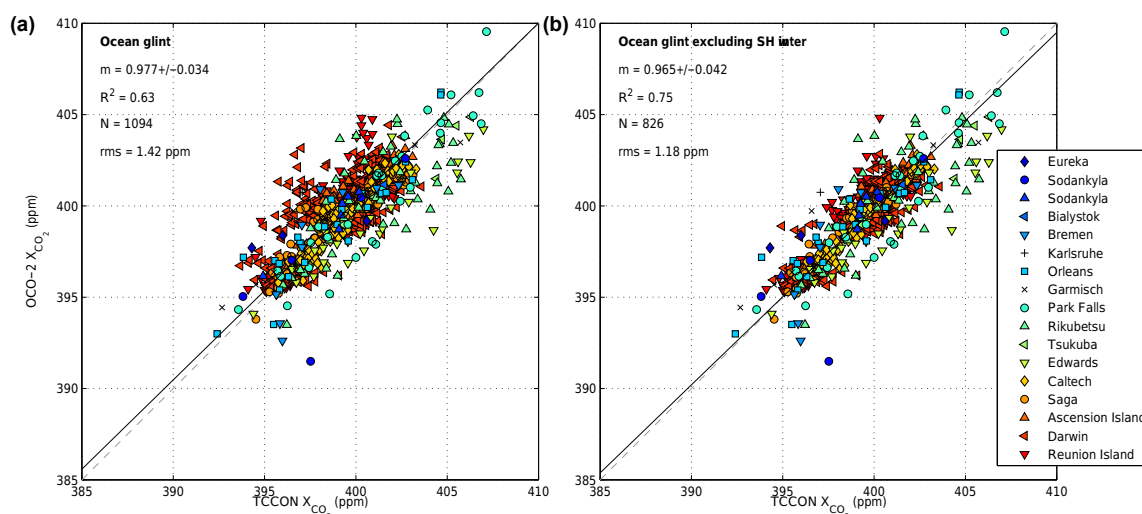 (a)
Ocean glint
m = 0.977+/−0.034
R2 = 0.63
N = 1094
rms = 1.42 ppm
410
405
400
395
390
385
OCO−2 XCO2 (ppm)
385
390
395
400
405
410
TCCON XCO2 (ppm)
(b)
Ocean glint excluding SH
m = 0.965+/−0.042
R2 = 0.75
N = 826
rms = 1.18 ppm
410
405
400
395
390
385
385
390
395
400
405
410
TCCON XCO2 (ppm)
Eureka
Sodankyla
Sodankyla
Bialystok
Bremen
Karlsruhe
Orleans
Garmisch
Park Falls
Rikubetsu
Tsukuba
Edwards
Caltech
Saga
Ascension Island
Darwin
Reunion Island